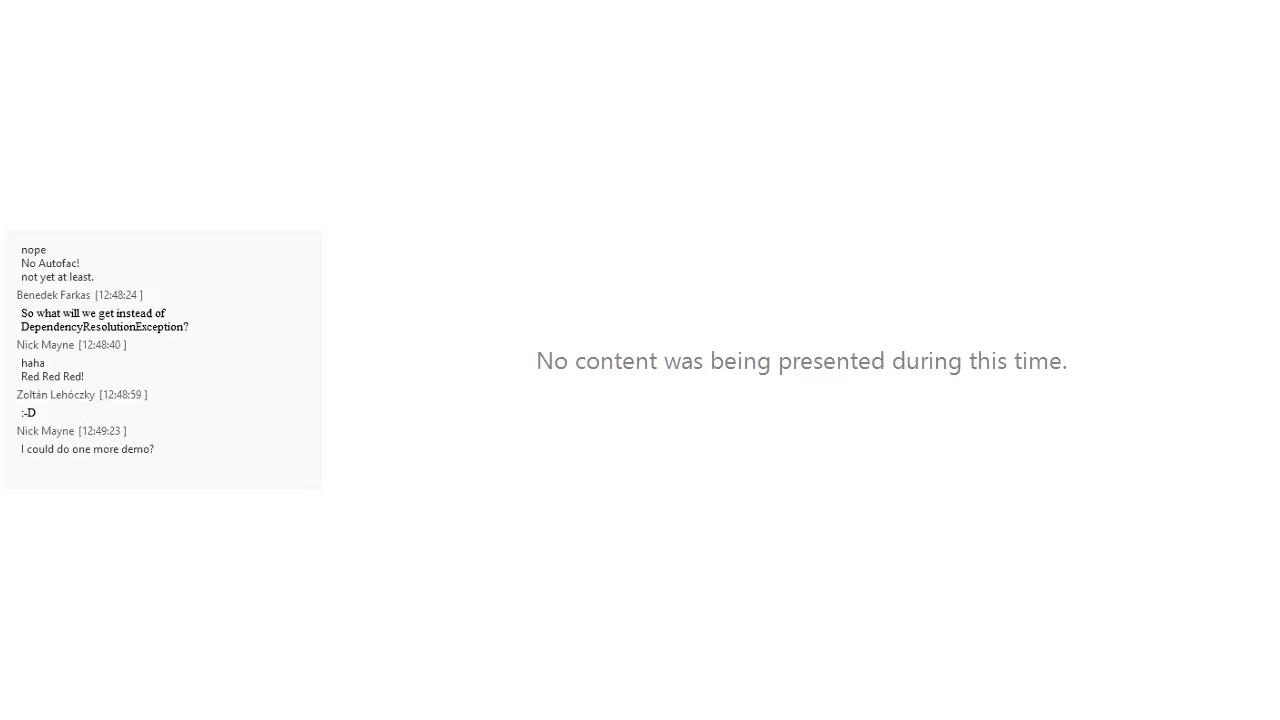 nope
No Autofac!
not yet at least.
Benedek Farkas [12:48:24 ]
So what will we get instead of
DependencyResolutionException?
Nick Mayne [12:48:40 ]
haha
Red Red Red!
Zoltán Lehóczky [12:48:59 ]
:-D
Nick Mayne [12:49:23 ]
I could do one more demo?
No content was being presented during this time.